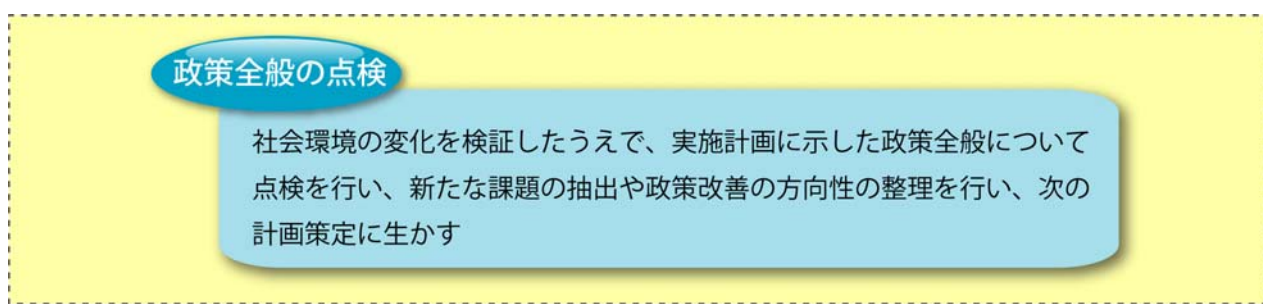 政策全般の点検
社会環境の変化を検証したうえで、実施計画に示した政策全般について
点検を行い、新たな課題の抽出や政策改善の方向性の整理を行い、次の
計画策定に生かす